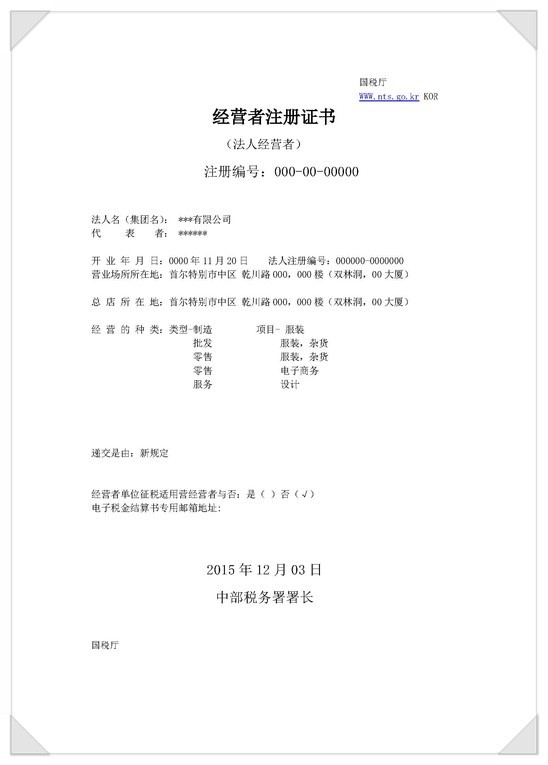 国税厅
WWW.nts.go.kr KOR
经营者注册证书
（法人经营者）
注册编号：000-00-00000
法人名（集团名）： ***有限公司
代 表 者： ******
开 业 年 月 日：0000 年 11 月 20 日 法人注册编号：000000-0000000
营业场所所在地：首尔特别市中区 乾川路 000，000 楼（双林洞，00 大厦）
总 店 所 在 地：首尔特别市中区 乾川路 000，000 楼（双林洞，00 大厦）
经 营 的 种 类：类型-制造 项目- 服装
批发 服装，杂货
零售 服装，杂货
零售 电子商务
服务 设计
递交是由：新规定
经营者单位征税适用营经营者与否：是（ ）否（√）
电子税金结算书专用邮箱地址:
2015 年 12 月 03 日
中部税务署署长
国税厅